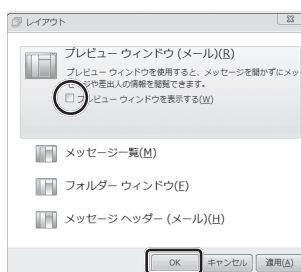 レイアウト
プレビュー ウィンドウ (メール)(R)
プレビュー ウィンドウを使用すると、メッセージを開かずにメッ
セージや差出人の情報を閲覧できます。
プレビュー ウィンドウを表示する(W)
メッセージ一覧(M)
フォルダー ウィンドウ(F)
メッセージ ヘッダー (メール)(H)
OK キャンセル 適用(A)